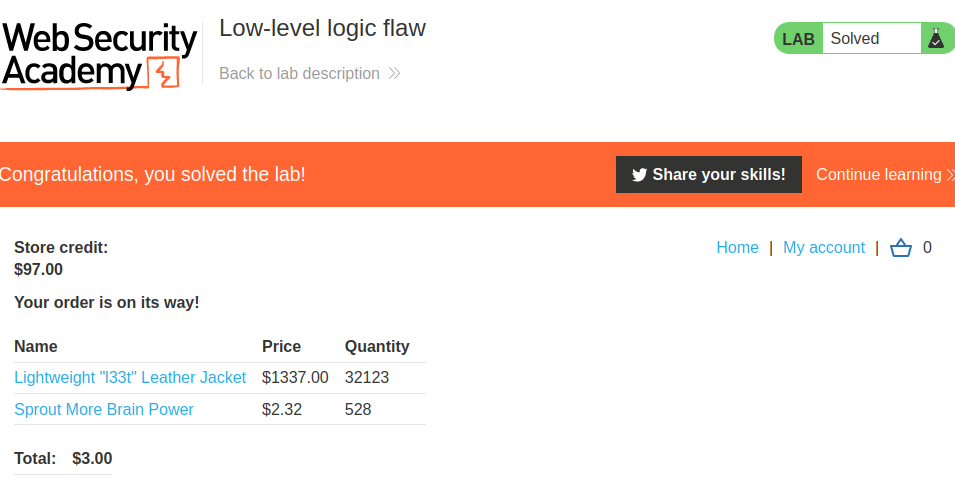 Web Security
Academy
Low-level logic flaw
Back to lab description
LAB Solved
Congratulations, you solved the lab!
Share your skills!
Continue learning
Store credit:
$97.00
Home | My account | 0
Your order is on its way!
Name Price Quantity
Lightweight "l33t" Leather Jacket $1337.00 32123
Sprout More Brain Power $2.32 528
Total: $3.00